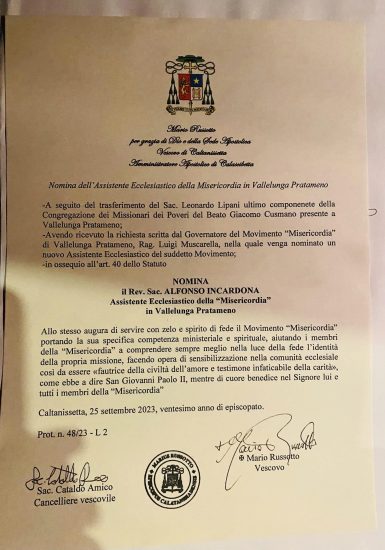 Mario Russotto
per grazia di Dio e della Sede Apostolica
Vescovo di Caltanissetta
Amministratore Apostolico di Caltanissetta
Nomina dell'Assistente Ecclesiastico della Misericordia in Vallelunga Pratameno
-A seguito del trasferimento del Sac. Leonardo Lipani ultimo componenete della
Congregazione dei Missionari dei Poveri del Beato Giacomo Cusmano presente a
Vallelunga Pratameno;
-Avendo ricevuto la richiesta scritta dal Governatore del Movimento “Misericordia”
di Vallelunga Pratameno, Rag. Luigi Muscarella, nella quale venga nominato un
nuovo Assistente Ecclesiastico del suddetto Movimento;
-in ossequio all'art. 40 dello Statuto
NOMINA
il Rev. Sac. ALFONSO INCARDONA
Assistente Ecclesiastico della “Misericordia”
in Vallelunga Pratameno
Allo stesso augura di servire con zelo e spirito di fede il Movimento “Misericordia”
portando la sua specifica competenza ministeriale e spirituale, aiutando i membri
della “Misericordia” a comprendere sempre meglio nella luce della fede l'identità
della propria missione, facendo opera di sensibilizzazione nella comunità ecclesiale
così da essere «fautrice della civiltà dell'amore e testimone infaticabile della carità»,
come ebbe a dire San Giovanni Paolo II, mentre di cuore benedice nel Signore lui e
tutti i membri della “Misericordia”
Caltanissetta, 25 settembre 2023, ventesimo anno di episcopato.
Prot. n. 48/23 - L 2
Sac. Cataldo Amico
Cancelliere vescovile
MARIUS RUSSOTTO
✠ Mario Russotto
Vescovo